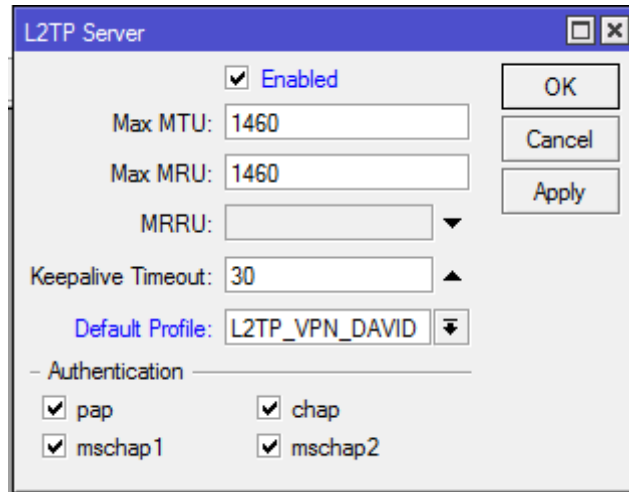 L2TP Server
Enabled
OK
Max MTU: 1460
Cancel
Max MRU: 1460
Apply
MRRU:
Keepalive Timeout: 30
Default Profile: L2TP_VPN_DAVID
Authentication
pap chap
mschap1 mschap2